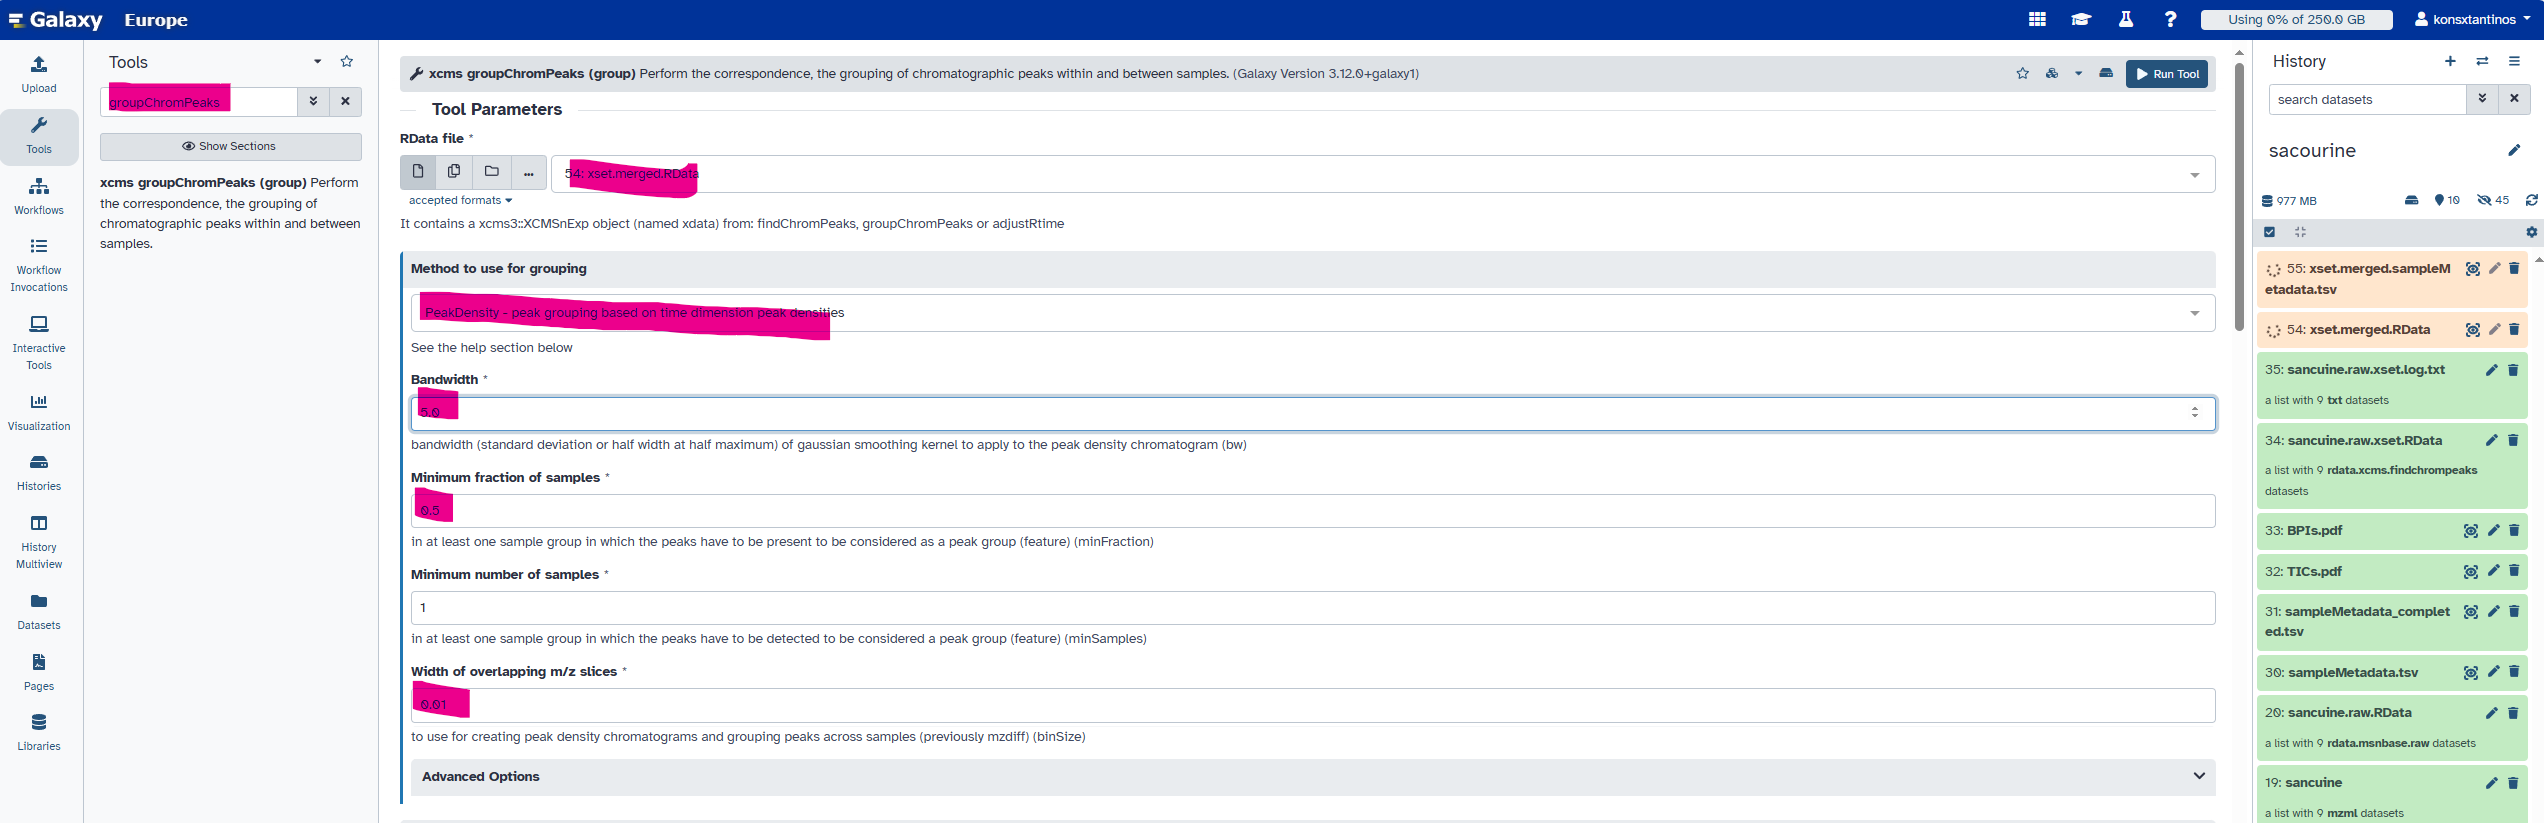 Galaxy Europe
Using 0% of 250.0 GB
konsxtantinos
Upload
Tools
Workflows
Workflow
Invocations
Interactive
Tools
Visualization
Histories
History
Multiview
Datasets
Pages
Libraries
Tools
groupChromPeaks
Show Sections
xcms groupChromPeaks (group) Perform
the correspondence, the grouping of
chromatographic peaks within and between
samples.
xcms groupChromPeaks (group) Perform the correspondence, the grouping of chromatographic peaks within and between samples. (Galaxy Version 3.12.0+galaxy1)
Run Tool
Tool Parameters
RData file *
54: xset.merged.RData
accepted formats
It contains a xcms3::XCMSnExp object (named xdata) from: findChromPeaks, groupChromPeaks or adjustRtime
Method to use for grouping
PeakDensity - peak grouping based on time dimension peak densities
See the help section below
Bandwidth *
5.0
bandwidth (standard deviation or half width at half maximum) of gaussian smoothing kernel to apply to the peak density chromatogram (bw)
Minimum fraction of samples *
0.5
in at least one sample group in which the peaks have to be present to be considered as a peak group (feature) (minFraction)
Minimum number of samples *
1
in at least one sample group in which the peaks have to be detected to be considered a peak group (feature) (minSamples)
Width of overlapping m/z slices *
0.01
to use for creating peak density chromatograms and grouping peaks across samples (previously mzdiff) (binSize)
Advanced Options
History
search datasets
sacourine
977 MB
10
45
55: xset.merged.sampleM
etadata.tsv
54: xset.merged.RData
35: sancuine.raw.xset.log.txt
a list with 9 txt datasets
34: sancuine.raw.xset.RData
a list with 9 rdata.xcms.findchrompeaks
datasets
33: BPIs.pdf
32: TICs.pdf
31: sampleMetadata_complet
ed.tsv
30: sampleMetadata.tsv
20: sancuine.raw.RData
a list with 9 rdata.msnbase.raw datasets
19: sancuine
a list with 9 mzml datasets